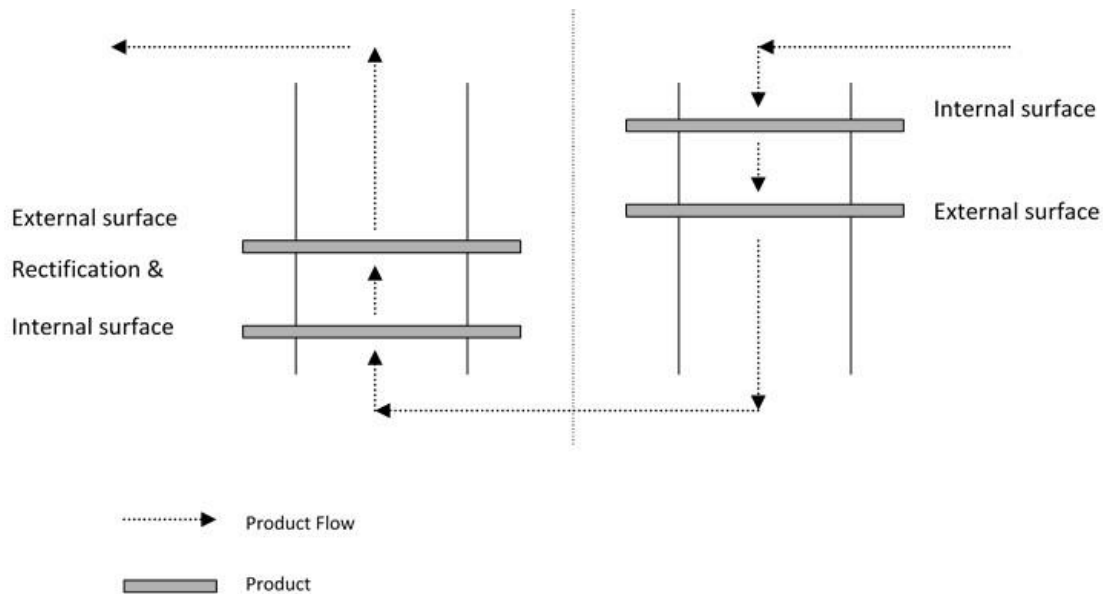 Internal surface
External surface
External surface
Rectification &
Internal surface
Product Flow
Product